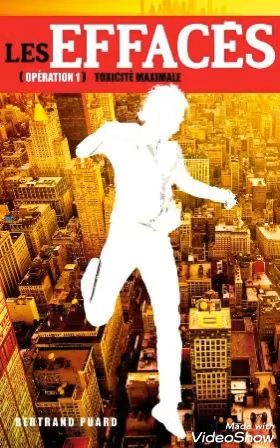 LES EFFACÉS
( OPÉRATION 1 ) TOXICITÉ MAXIMALE
BERTRAND PUARD
Made with
VideoShow